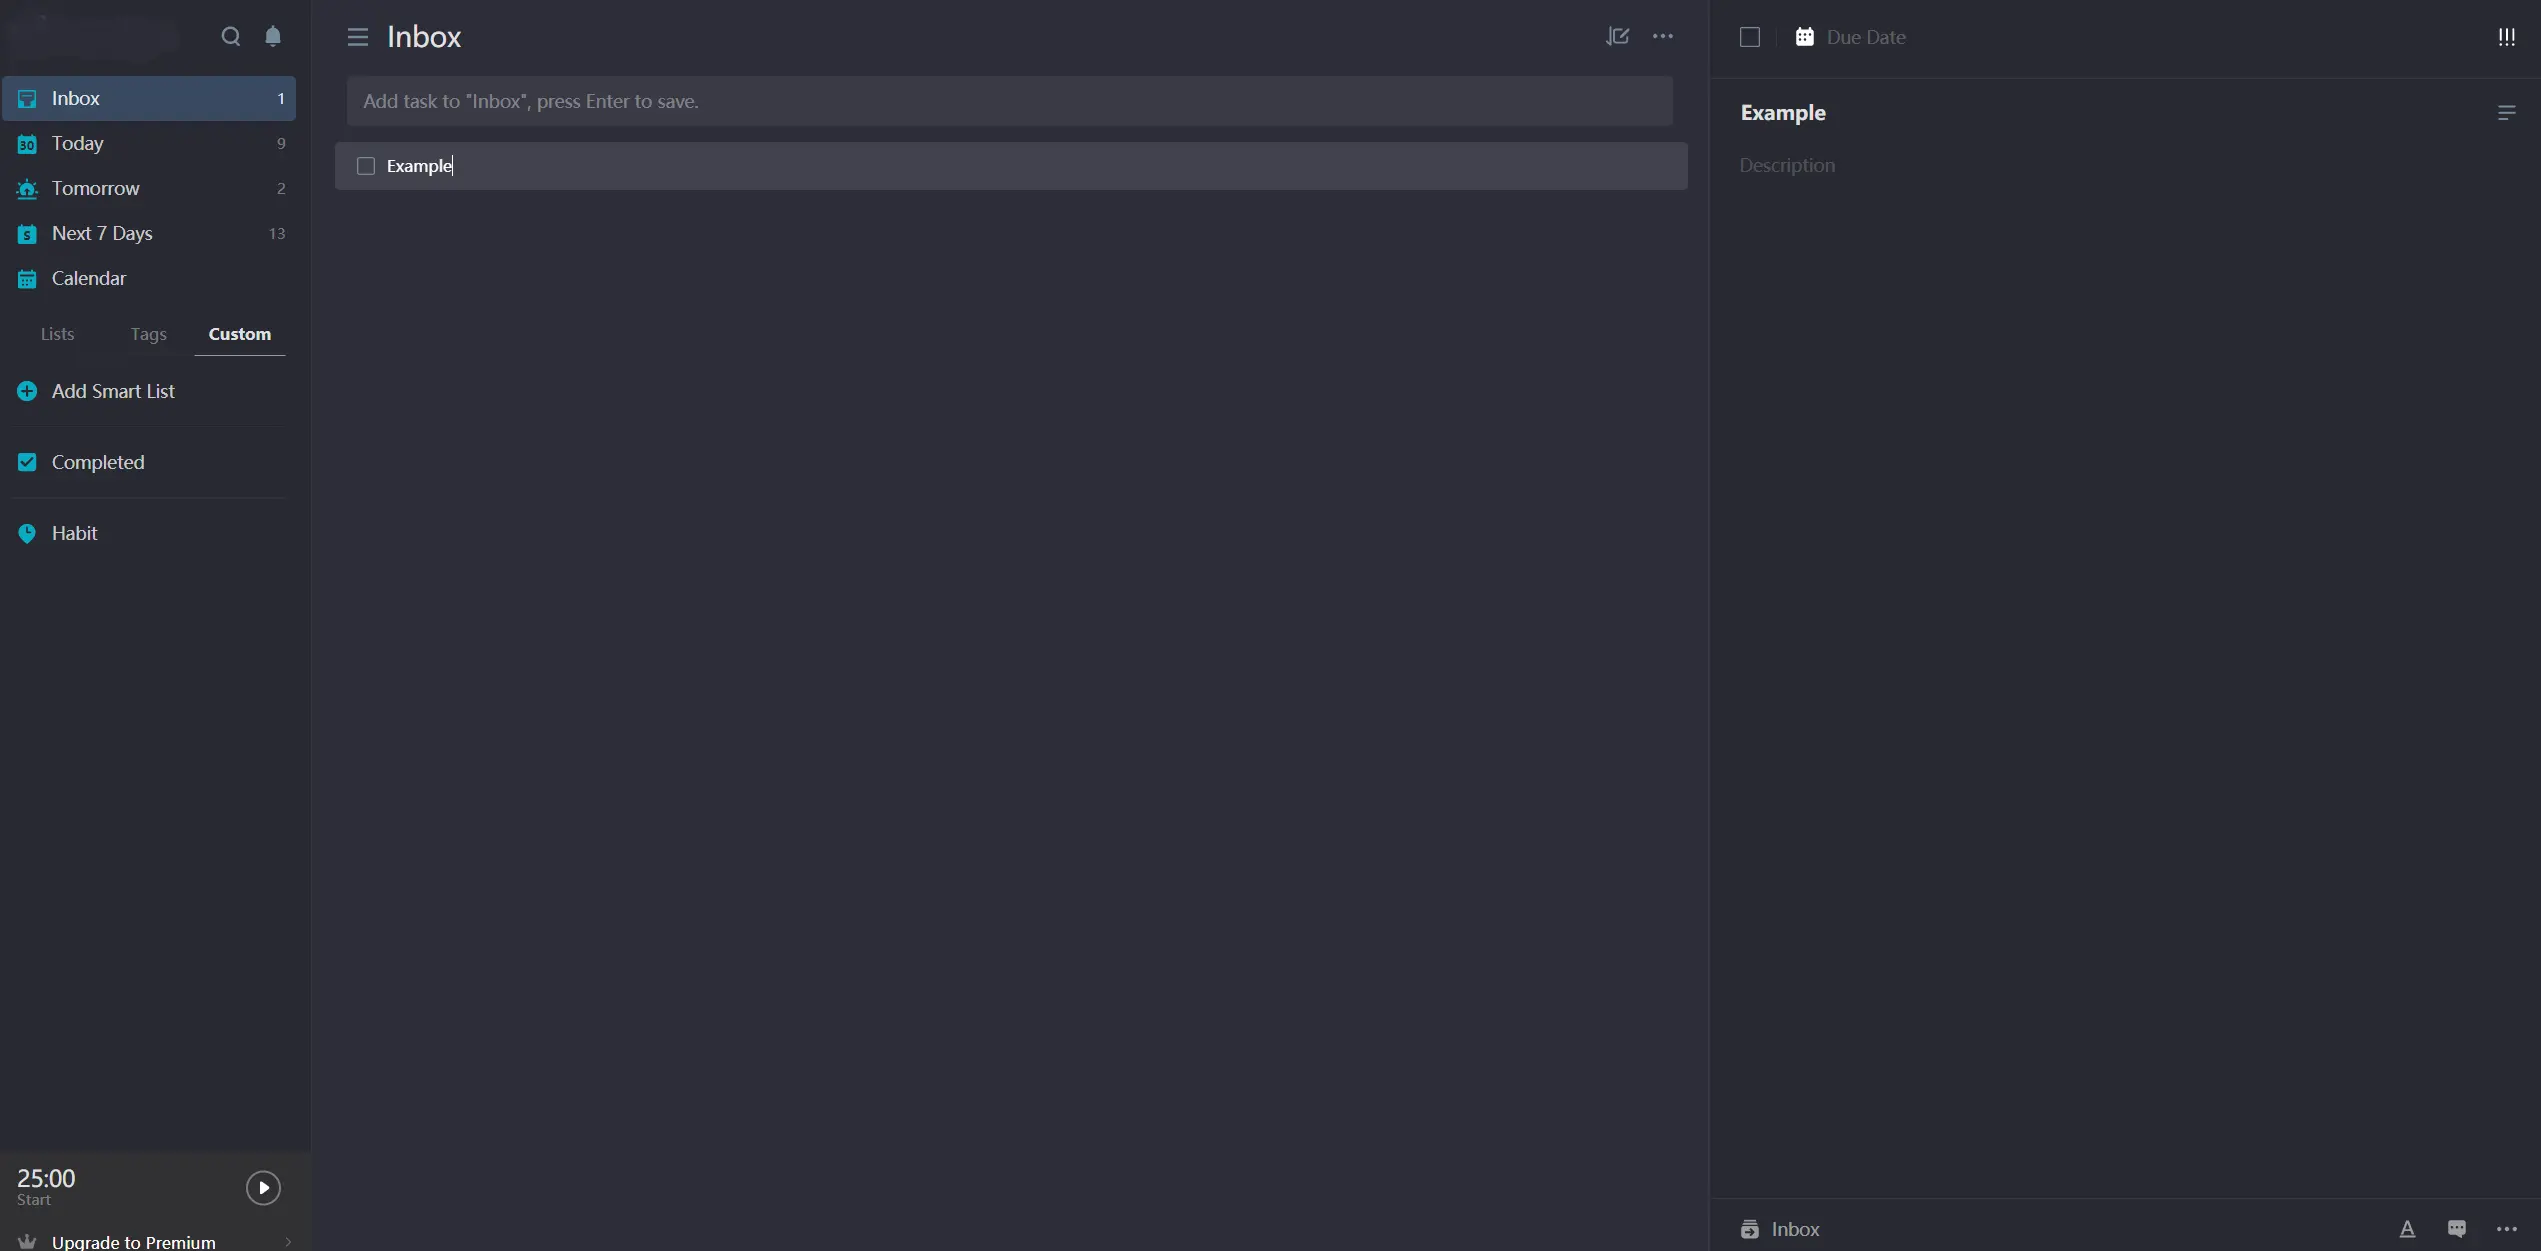 Inbox 1
30 Today 9
Tomorrow 2
S Next 7 Days 13
Calendar
Lists Tags Custom
Add Smart List
Completed
Habit
25:00
Start
Upgrade to Premium
Inbox
Add task to "Inbox", press Enter to save.
Example
Due Date !!!
Example
Description
Inbox A